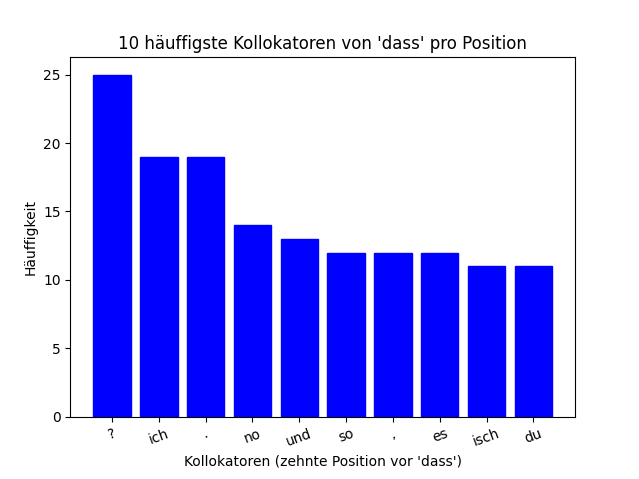 10 häuffigste Kollokatoren von 'dass' pro Position
Häuffigkeit
25
20
15
10
5
0
? ich . no und so , es isch du
Kollokatoren (zehnte Position vor 'dass')